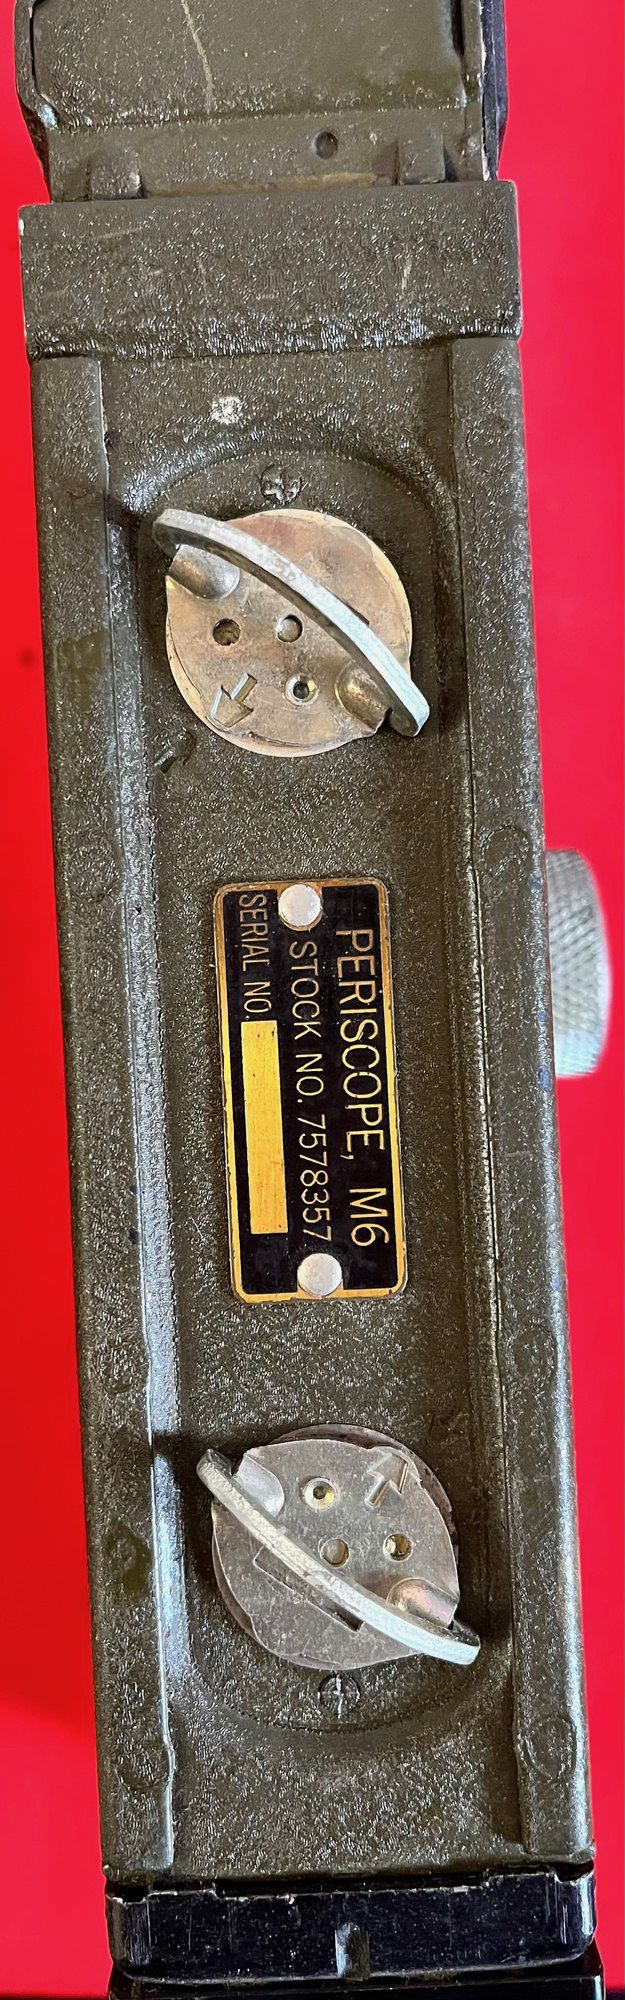 PERISCOPE, M6
STOCK NO. 7578357
SERIAL NO.